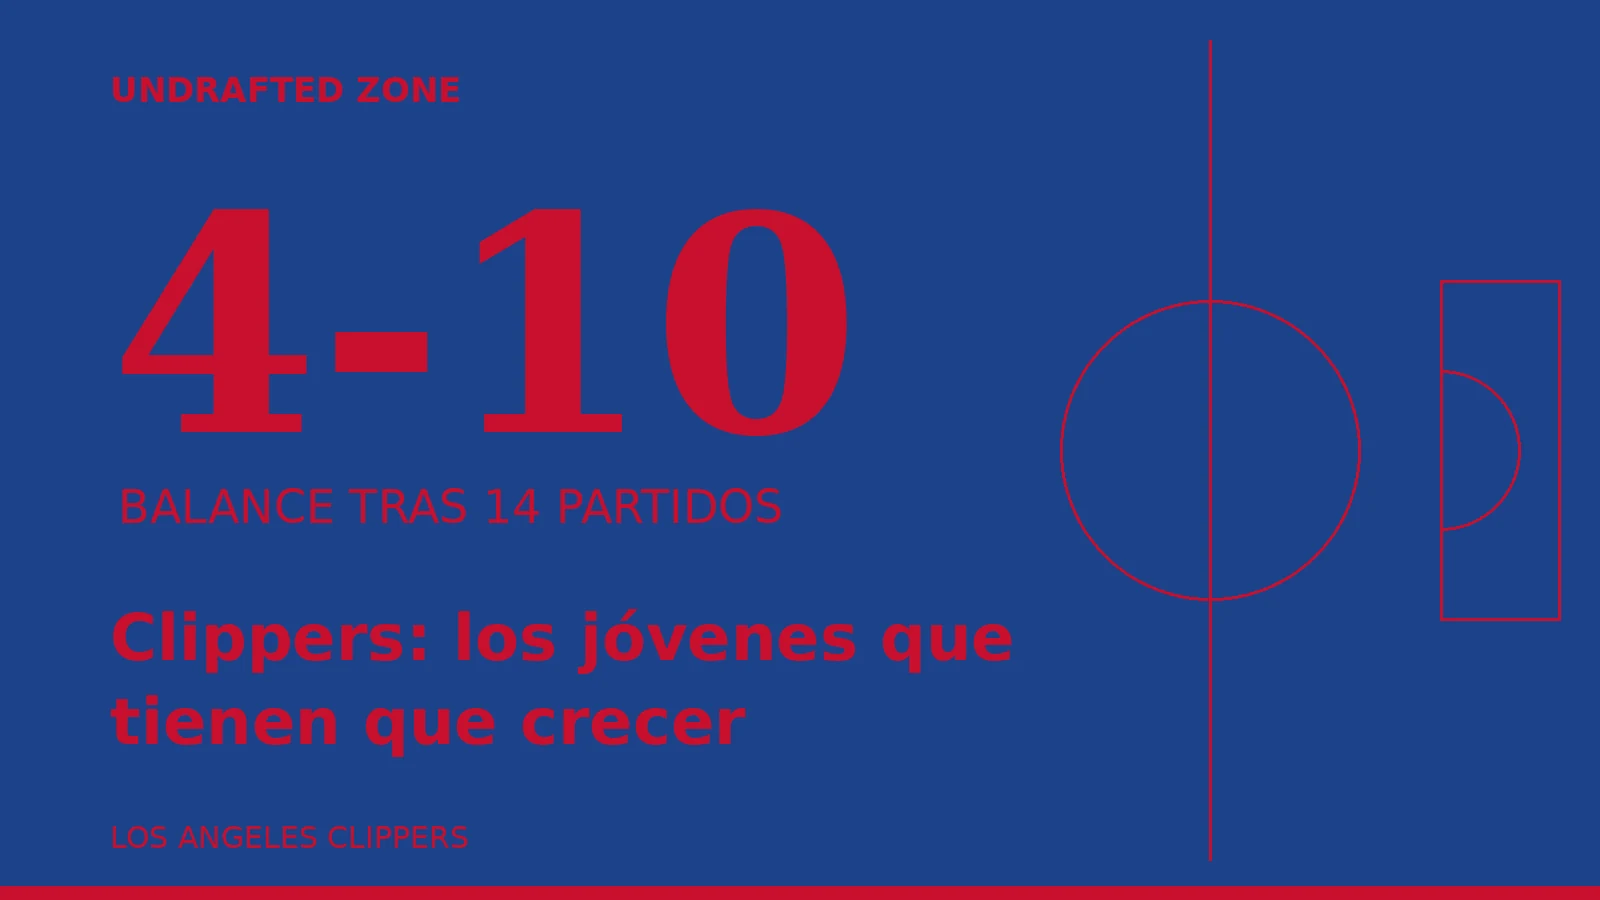 UNDRAFTED ZONE
4-10
BALANCE TRAS 14 PARTIDOS
Clippers: los jóvenes que
tienen que crecer
LOS ANGELES CLIPPERS